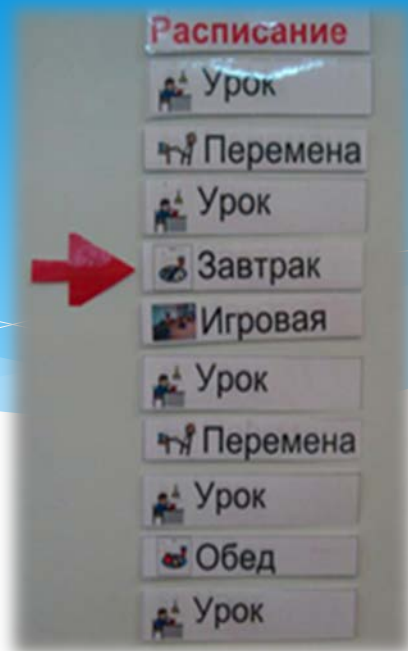 Расписание
Урок
Перемена
Урок
Завтрак
Игровая
Урок
Перемена
Урок
Обед
Урок